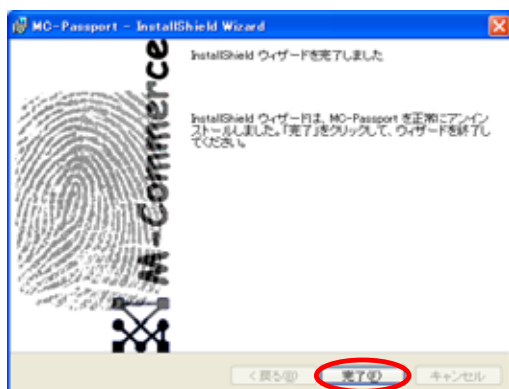 MC-Passport - InstallShield Wizard
InstallShield ウィザードを完了しました
InstallShield ウィザードは、MC-Passport を正常にアンイン
ストールしました。「完了」をクリックして、ウィザードを終了し
てください。
M-Commerce
< 戻る(B)
完了(F)
キャンセル